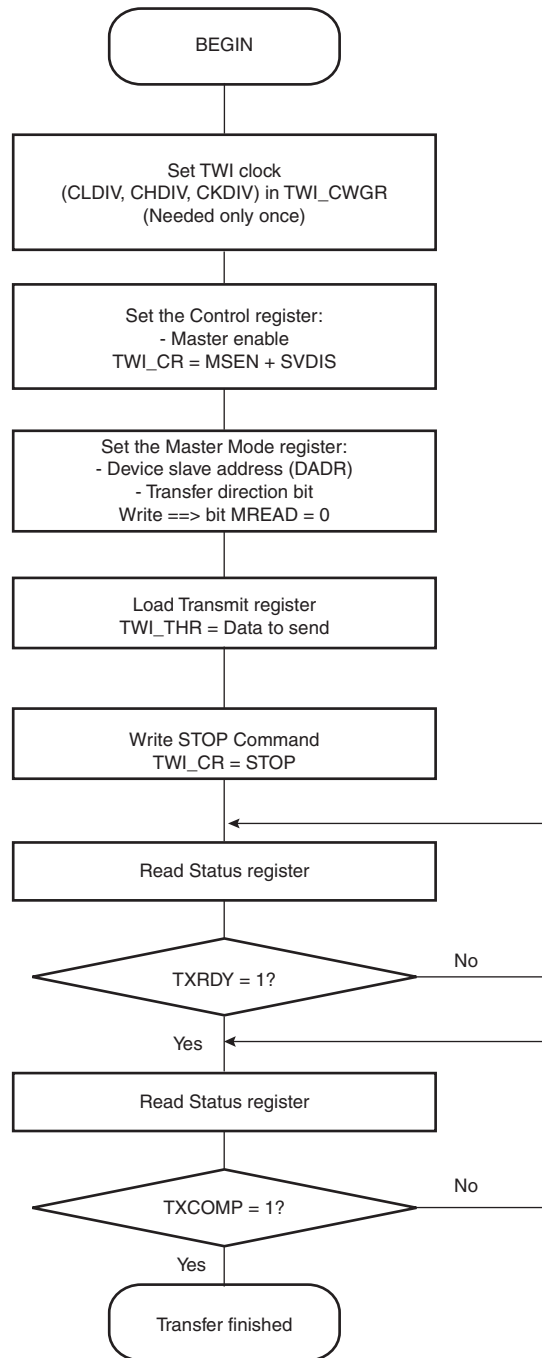 BEGIN
Set TWI clock
(CLDIV, CHDIV, CKDIV) in TWI_CWGR
(Needed only once)
Set the Control register:
- Master enable
TWI_CR = MSEN + SVDIS
Set the Master Mode register:
- Device slave address (DADR)
- Transfer direction bit
Write ==> bit MREAD = 0
Load Transmit register
TWI_THR = Data to send
Write STOP Command
TWI_CR = STOP
Read Status register
TXRDY = 1?
No
Yes
Read Status register
TXCOMP = 1?
No
Yes
Transfer finished